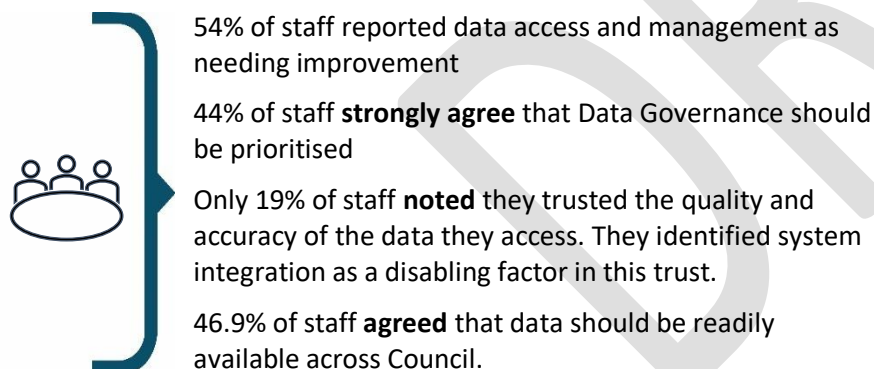 54% of staff reported data access and management as
needing improvement
44% of staff strongly agree that Data Governance should
be prioritised
Only 19% of staff noted they trusted the quality and
accuracy of the data they access. They identified system
integration as a disabling factor in this trust.
46.9% of staff agreed that data should be readily
available across Council.